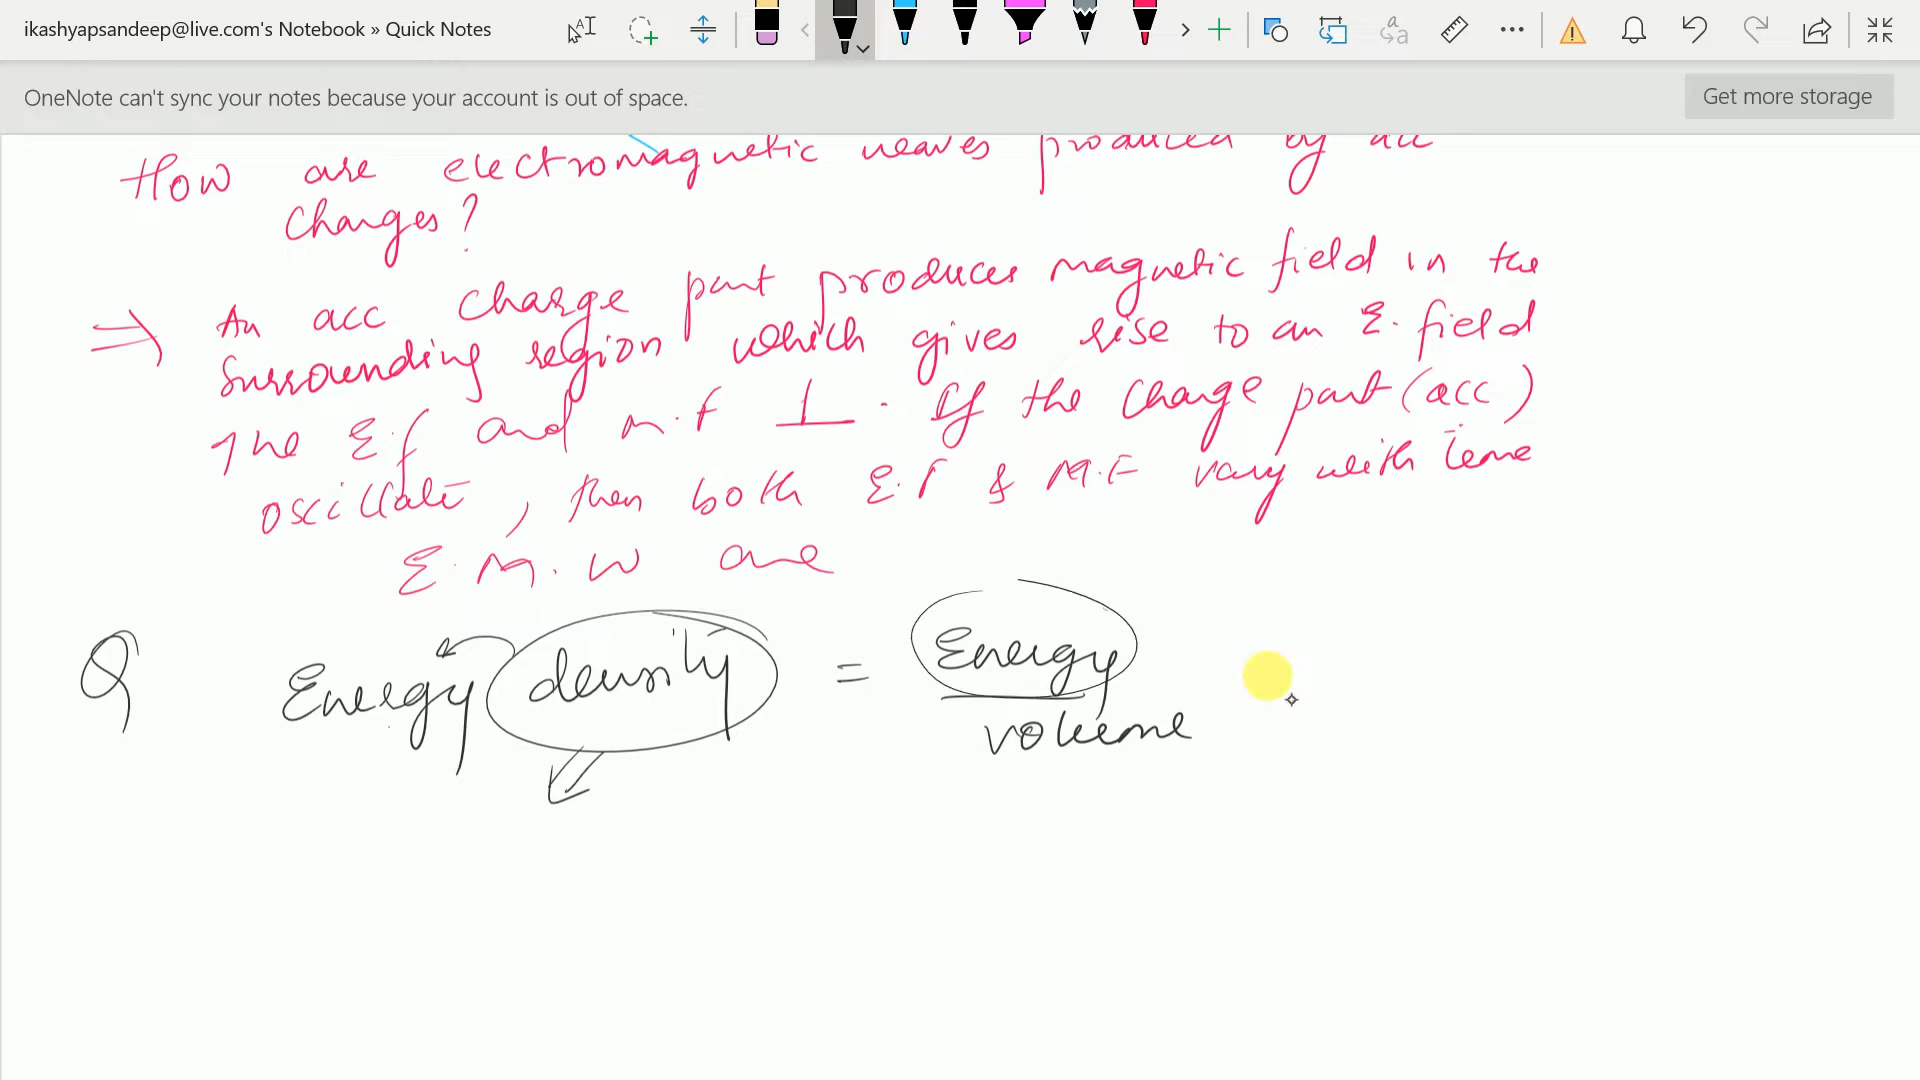 ikashyapsandeep@live.com's Notebook » Quick Notes
OneNote can't sync your notes because your account is out of space.
Get more storage
How are electromagnetic waves produced by acc
charges?
⇒ An acc charge part produces magnetic field in the
surrounding region which gives rise to an E. field
The E.f and m.f ⊥. If the charge part (acc)
oscillate, then both E.F & M.F vary with time
E.M.W are
Q Energy density = Energy
volume